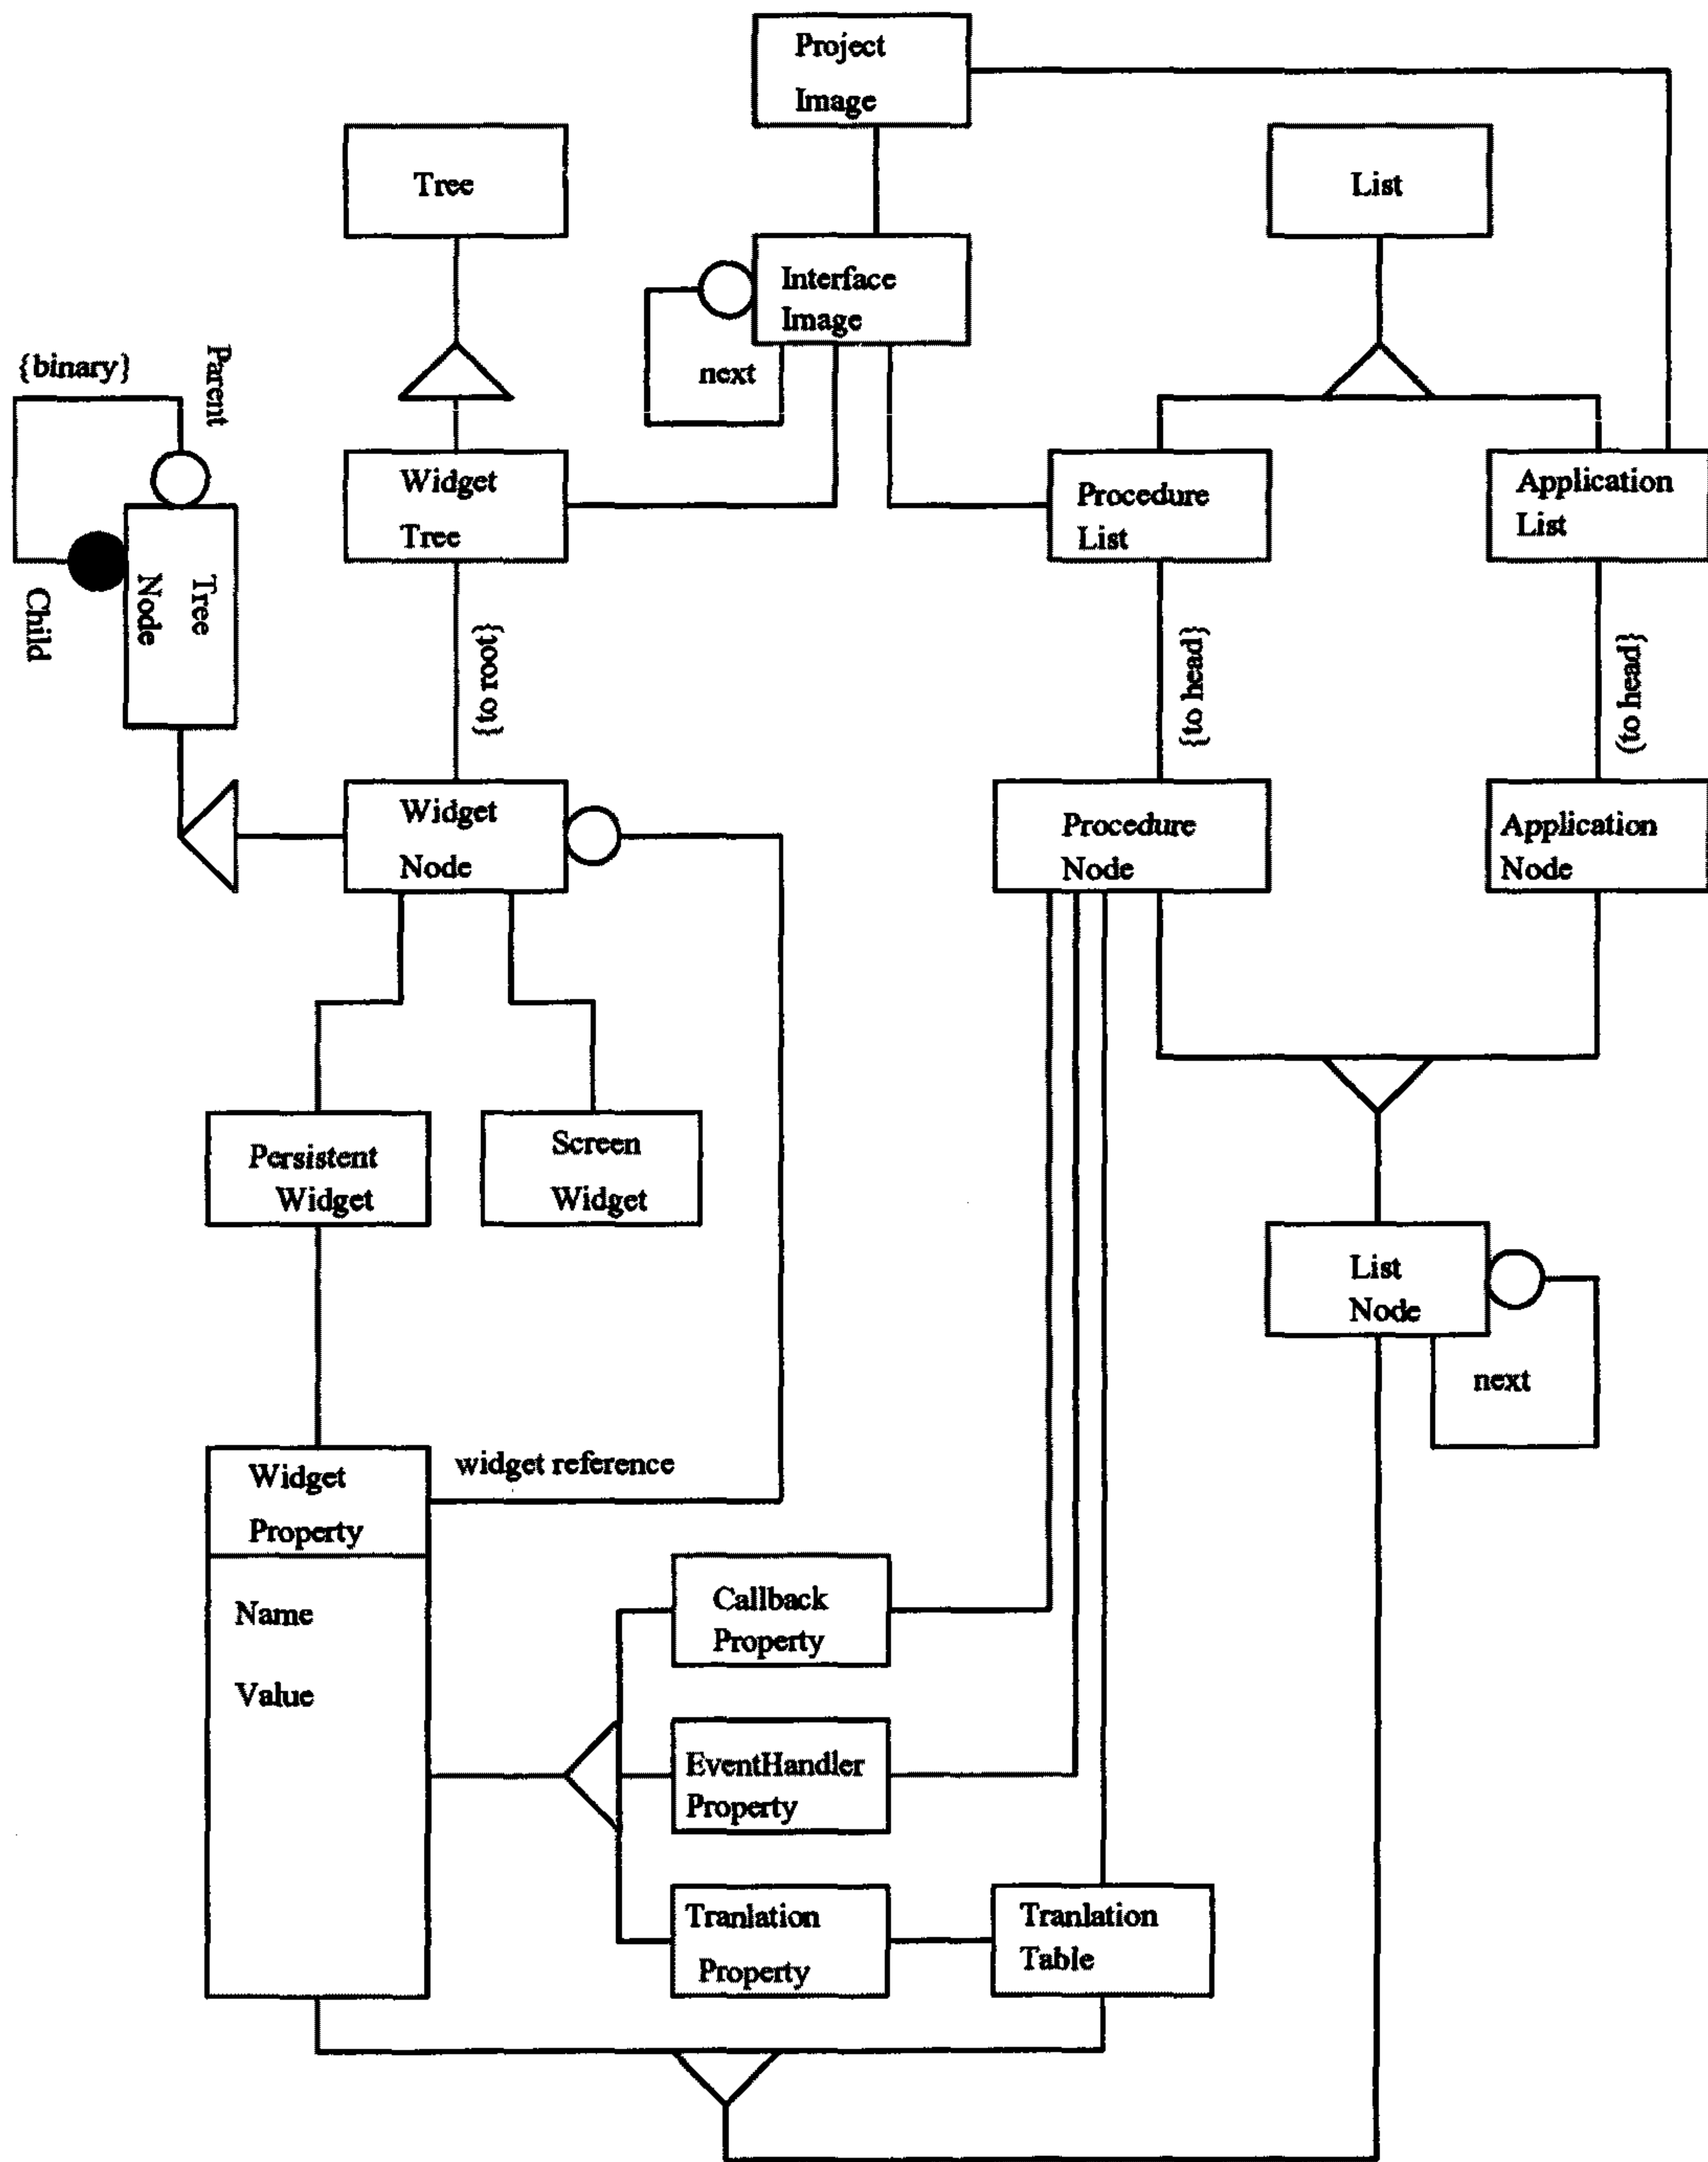 Project
Image
Tree
List
Interface
Image
next
{binary}
Parent
Child
Tree
Node
Widget
Tree
Procedure
List
Application
List
{to root}
{to head}
(to head}
Widget
Node
Procedure
Node
Application
Node
Persistent
Widget
Screen
Widget
List
Node
next
Widget
Property
widget reference
Name
Value
Callback
Property
EventHandler
Property
Tranlation
Property
Tranlation
Table